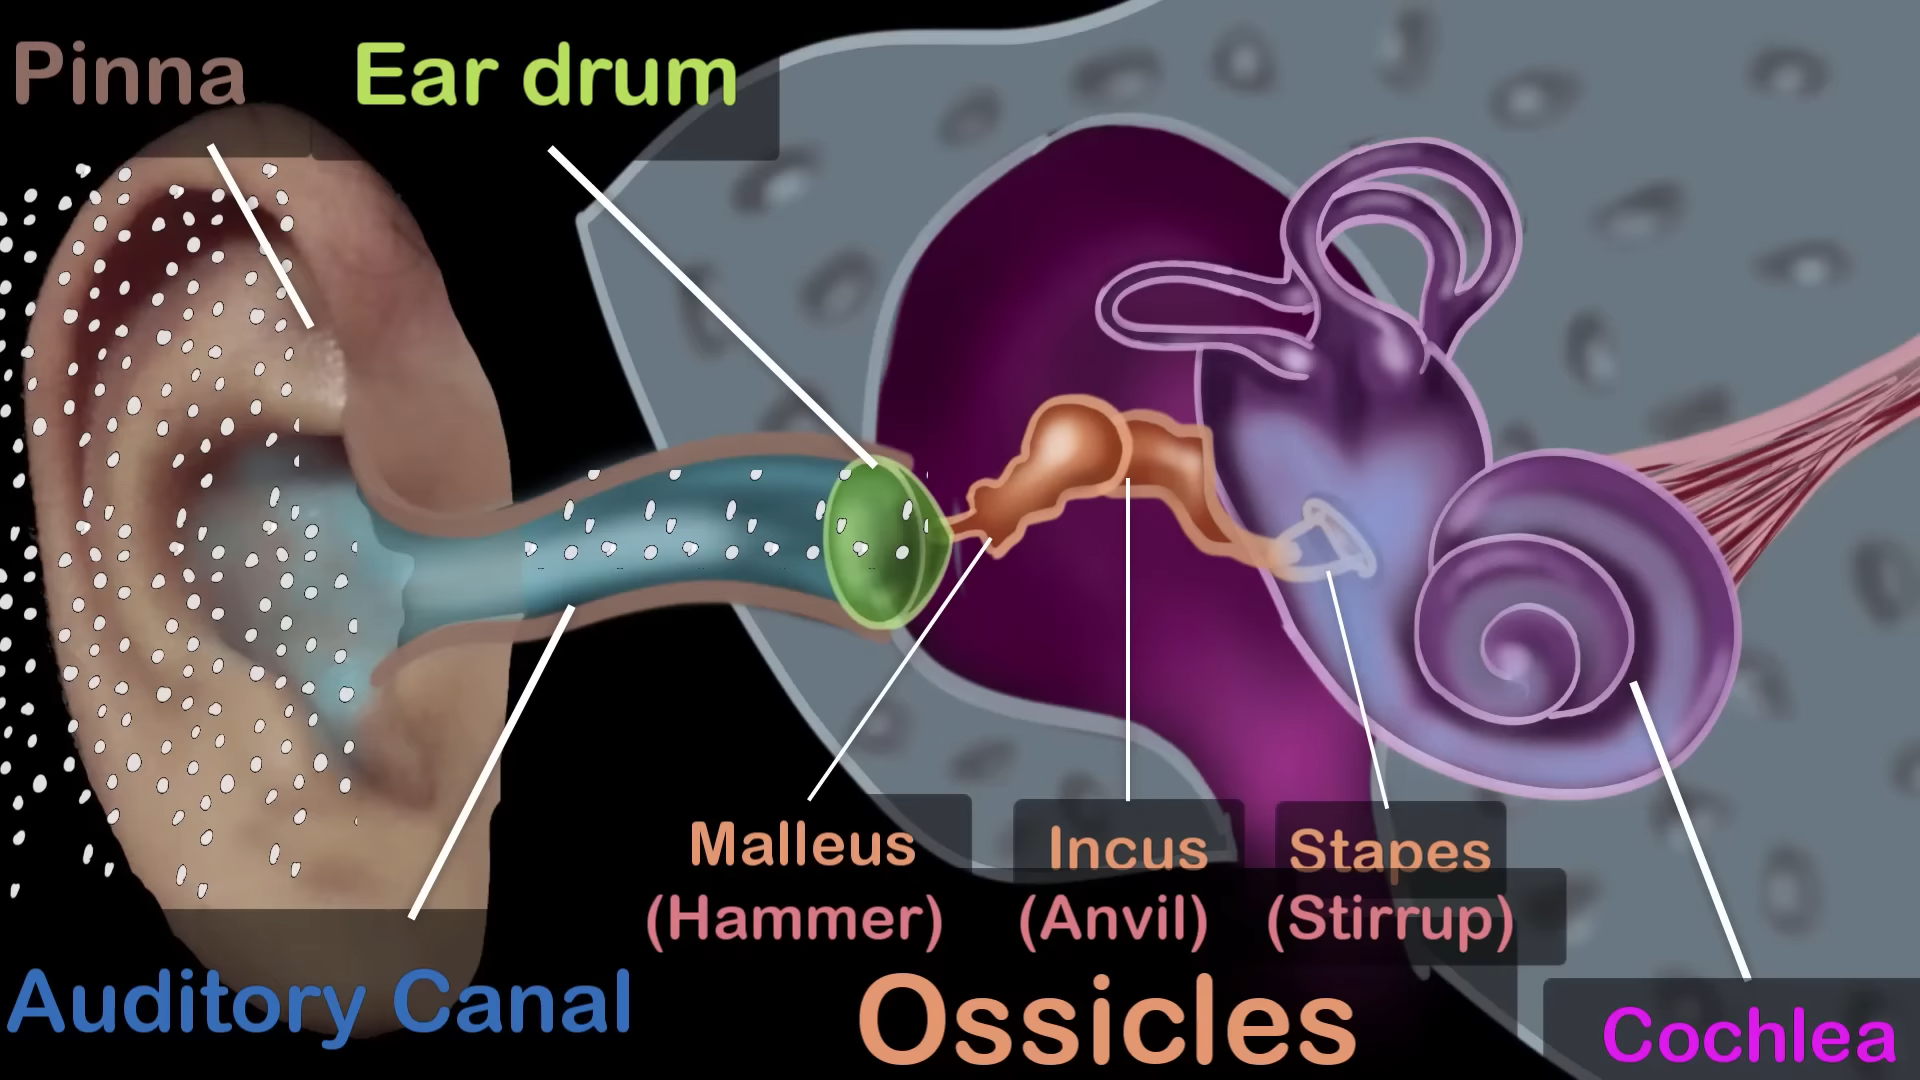 Pinna
Ear drum
Malleus
(Hammer)
Incus
(Anvil)
Stapes
(Stirrup)
Auditory Canal
Ossicles
Cochlea